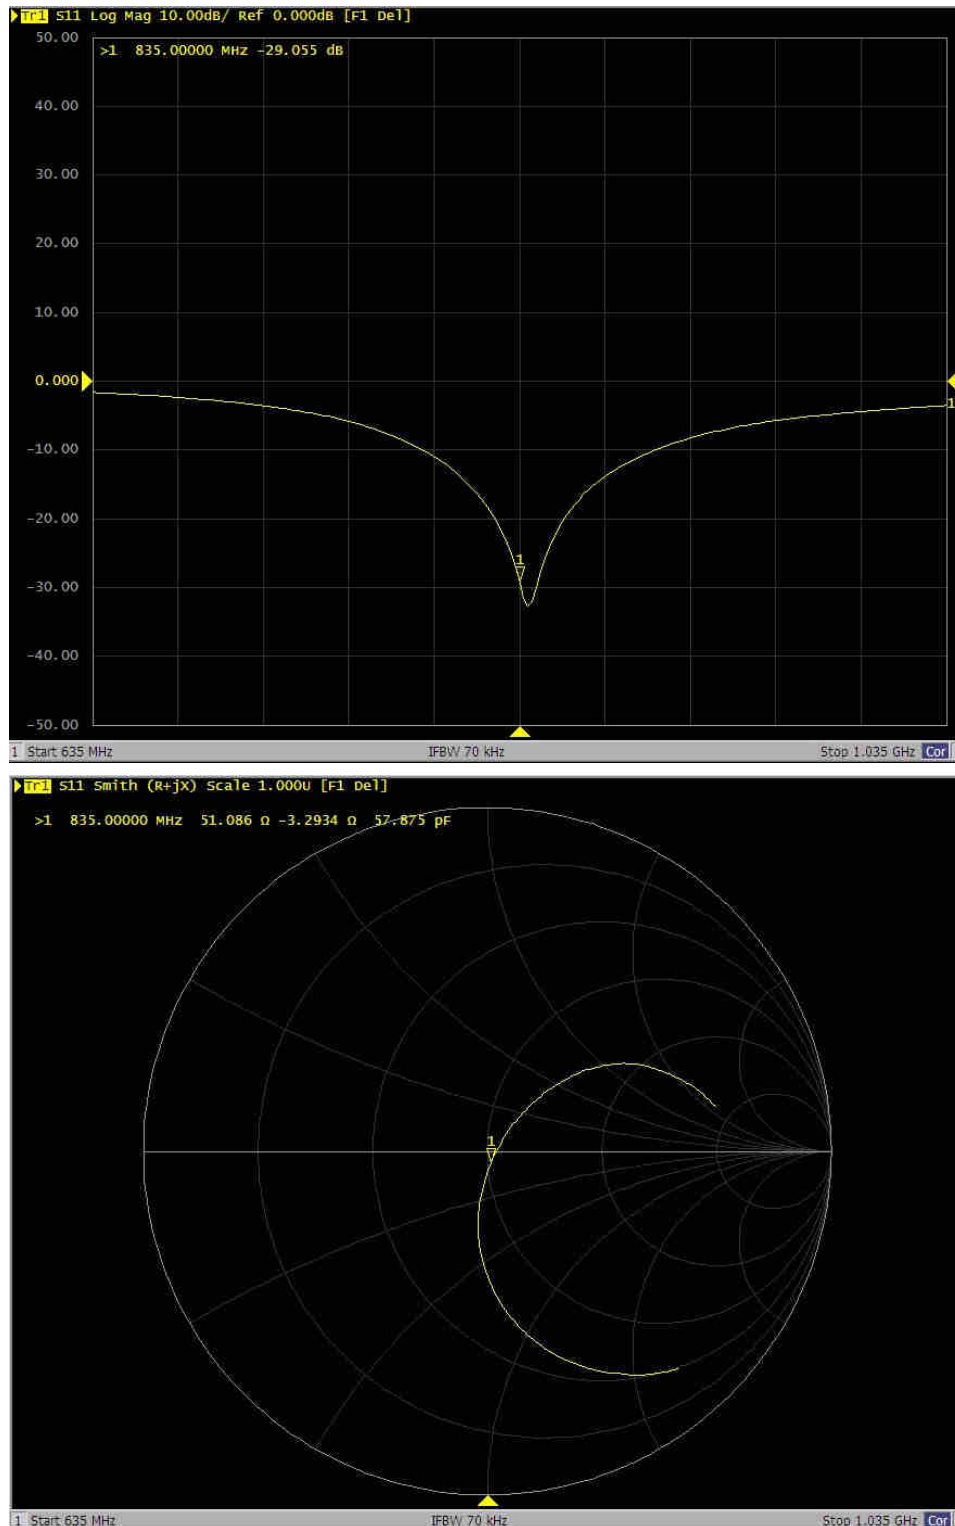 Tr1 S11 Log Mag 10.00dB/ Ref 0.000dB [F1 Del]
50.00
>1 835.00000 MHz -29.055 dB
40.00
30.00
20.00
10.00
0.000
1
-10.00
-20.00
1
-30.00
-40.00
-50.00
1 Start 635 MHz IFBW 70 kHz Stop 1.035 GHz Cor
Tr1 S11 Smith (R+jX) Scale 1.000U [F1 Del]
>1 835.00000 MHz 51.086 Ω -3.2934 Ω 57.875 pF
1
1 Start 635 MHz IFBW 70 kHz Stop 1.035 GHz Cor